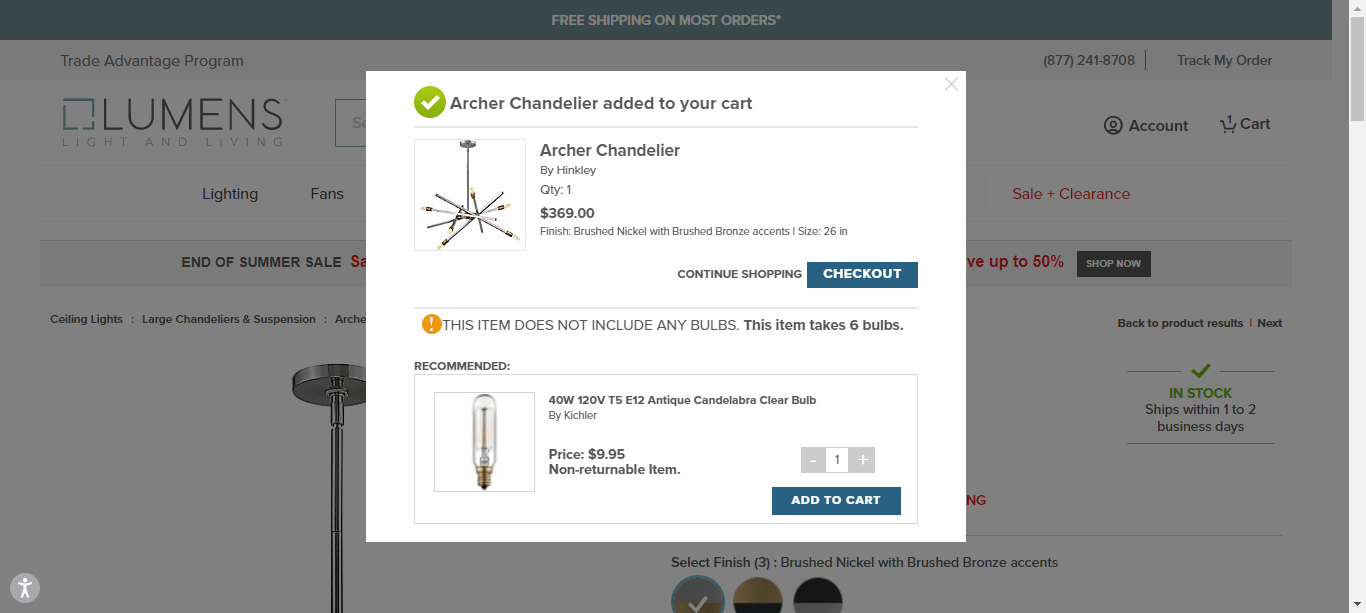 FREE SHIPPING ON MOST ORDERS*
Trade Advantage Program
(877) 241-8708
Track My Order
LUMENS
LIGHT AND LIVING
Account
1
Cart
Lighting
Fans
Sale + Clearance
END OF SUMMER SALE
ve up to 50%
SHOP NOW
Ceiling Lights : Large Chandeliers & Suspension : Arche
Back to product results | Next
Archer Chandelier added to your cart
Archer Chandelier
By Hinkley
Qty: 1
$369.00
Finish: Brushed Nickel with Brushed Bronze accents | Size: 26 in
CONTINUE SHOPPING
CHECKOUT
THIS ITEM DOES NOT INCLUDE ANY BULBS. This item takes 6 bulbs.
RECOMMENDED:
40W 120V T5 E12 Antique Candelabra Clear Bulb
By Kichler
Price: $9.95
Non-returnable Item.
- 1 +
ADD TO CART
IN STOCK
Ships within 1 to 2
business days
NG
Select Finish (3) : Brushed Nickel with Brushed Bronze accents